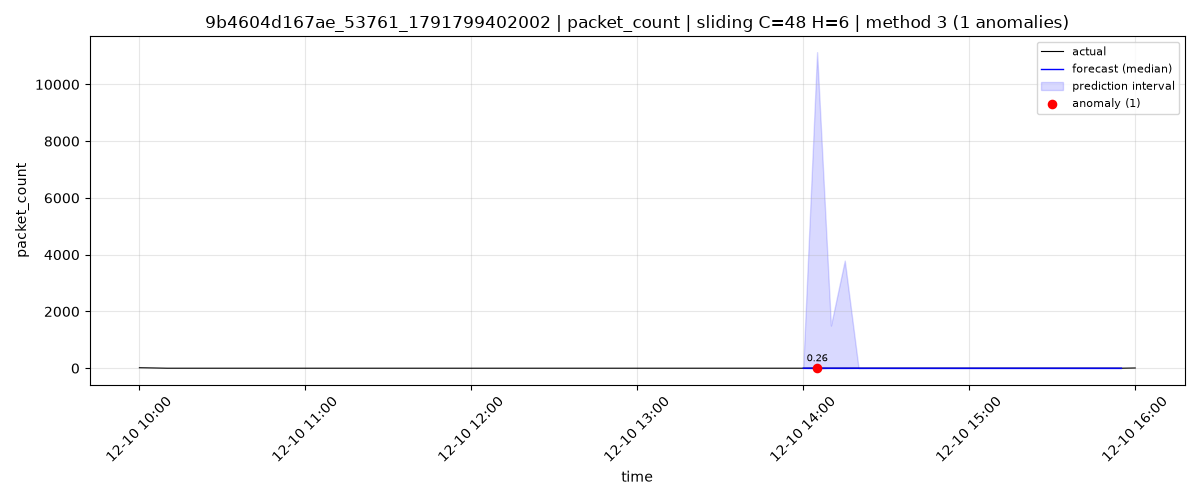 9b4604d167ae_53761_1791799402002 | packet_count | sliding C=48 H=6 | method 3 (1 anomalies)
actual
forecast (median)
prediction interval
anomaly (1)
packet_count
10000
8000
6000
4000
2000
0
0.26
12-10 10:00
12-10 11:00
12-10 12:00
12-10 13:00
12-10 14:00
12-10 15:00
12-10 16:00
time